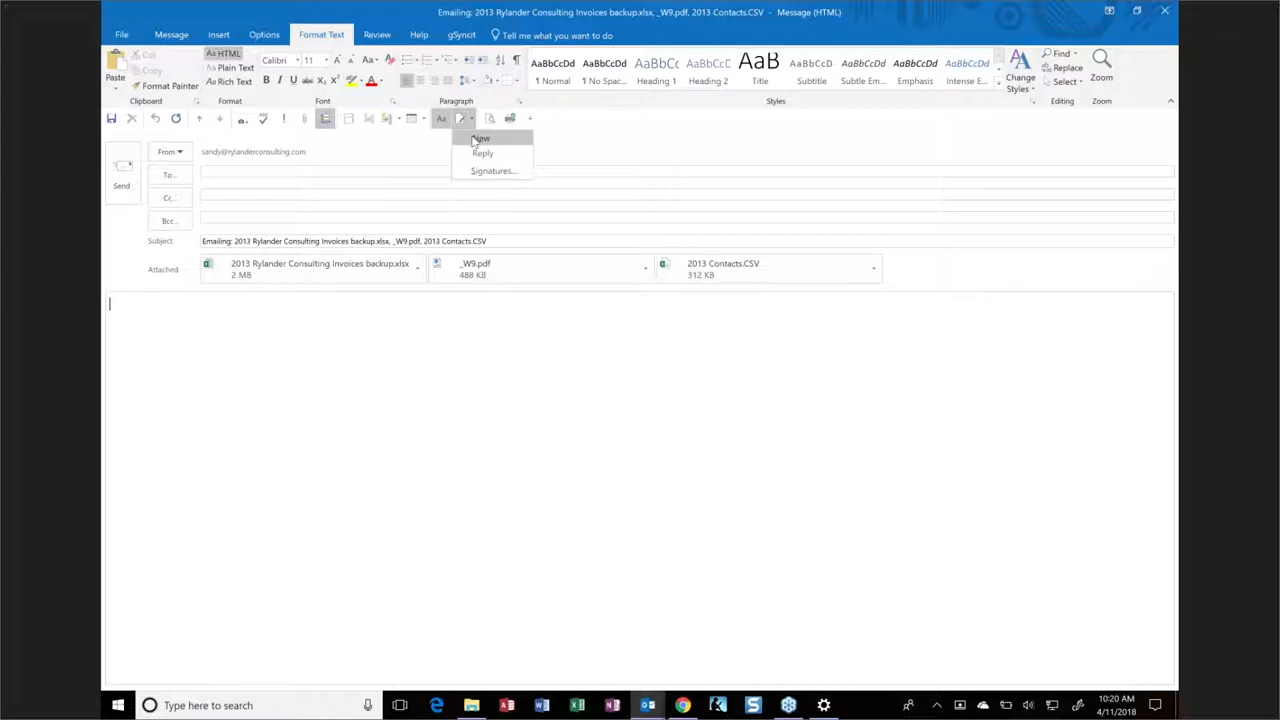 Emailing: 2013 Rylander Consulting Invoices backup.xlsx, _W9.pdf, 2013 Contacts.CSV - Message (HTML)
File Message Insert Options Format Text Review Help gSyncit Tell me what you want to do
Paste
Cut
Copy
Format Painter
Clipboard
Aa HTML
Aa Plain Text
Aa Rich Text
Format
Calibri 11
Font
Paragraph
AaBbCcDd AaBbCcDd AaBbCc AaBbCcD AaB AaBbCcDd AaBbCcDd AaBbCcDd AaBbCcDd
1 Normal 1 No Spac... Heading 1 Heading 2 Title Subtitle Subtle Em... Emphasis Intense E...
Change Styles
Styles
Find
Replace
Select
Editing
Zoom
Zoom
New
Reply
Signatures...
Send
From sandy@rylanderconsulting.com
To...
Cc...
Bcc...
Subject Emailing: 2013 Rylander Consulting Invoices backup.xlsx, _W9.pdf, 2013 Contacts.CSV
Attached
2013 Rylander Consulting Invoices backup.xlsx
2 MB
_W9.pdf
488 KB
2013 Contacts.CSV
312 KB
Type here to search
10:20 AM
4/11/2018